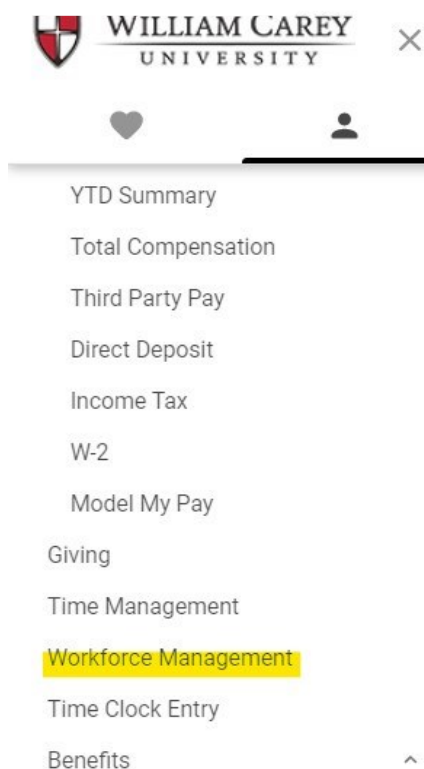 WILLIAM CAREY
UNIVERSITY
YTD Summary
Total Compensation
Third Party Pay
Direct Deposit
Income Tax
W-2
Model My Pay
Giving
Time Management
Workforce Management
Time Clock Entry
Benefits